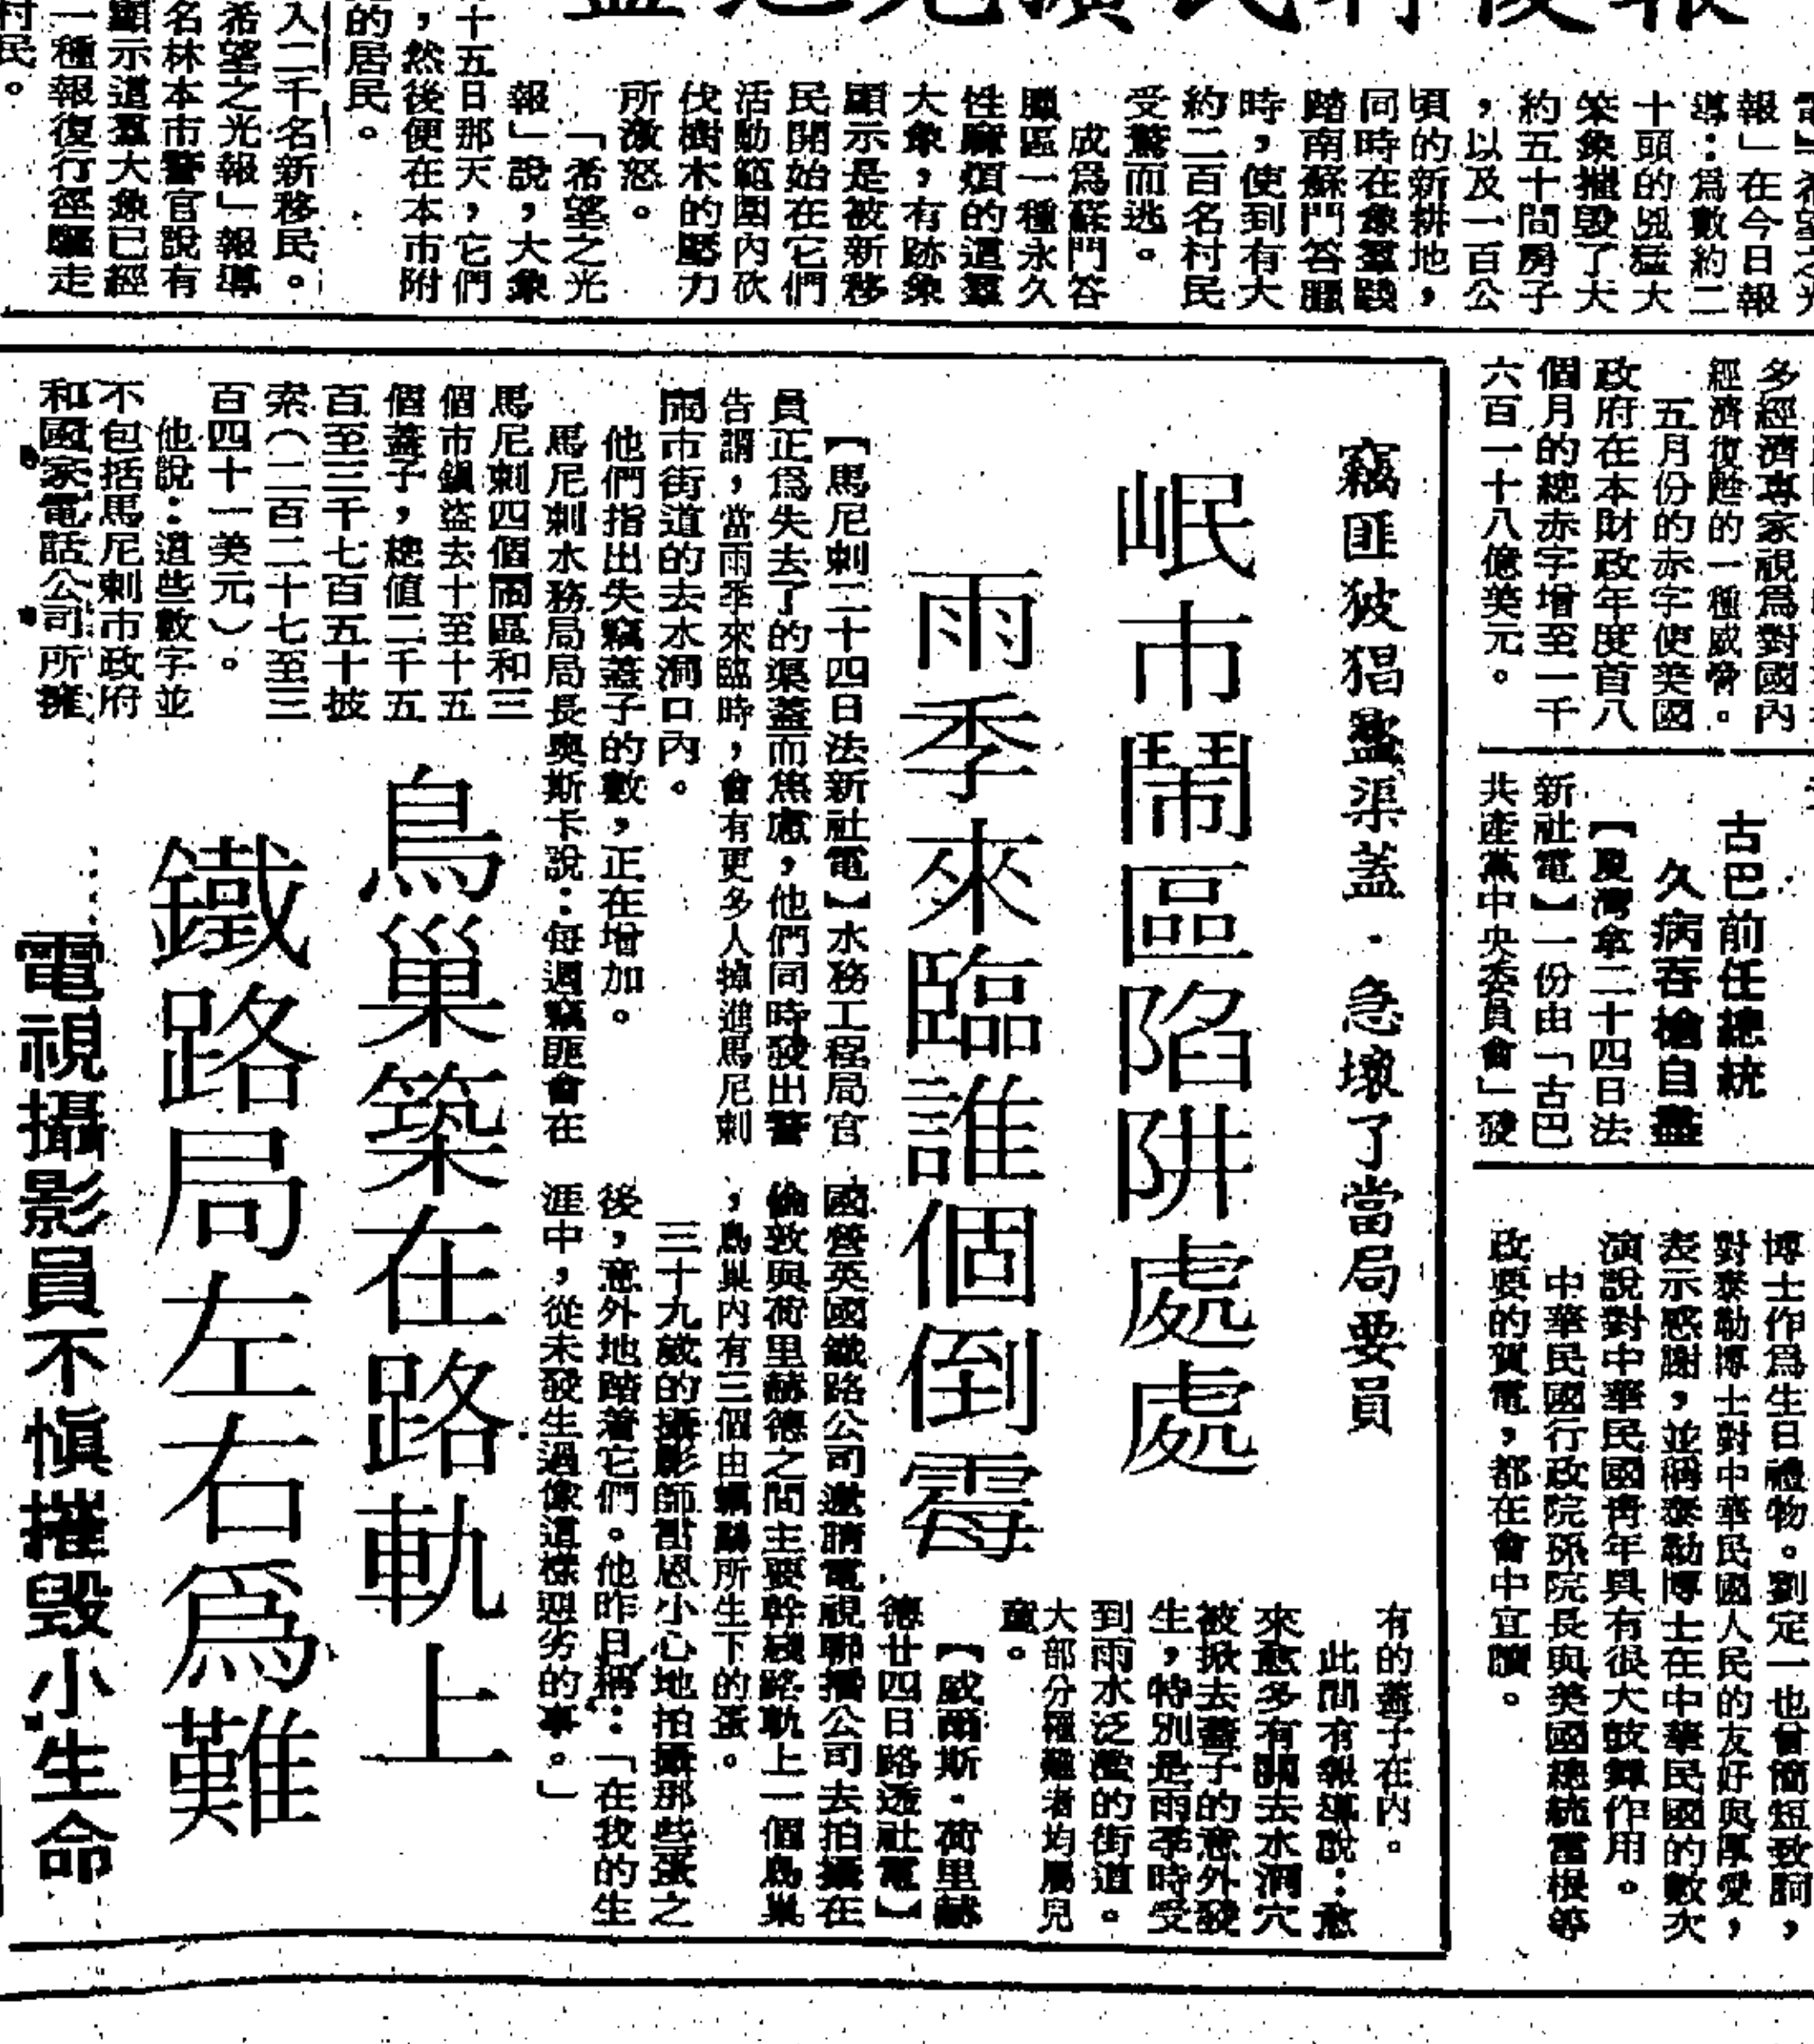 電」希望之光
報」在今日報
導：為數約二
十頭的兇猛大
笨象摧毀了大
約五十間房子
，以及一百公
頃的新耕地，
同時在象羣踐
踏南蘇門答臘
時，使到有大
約二百名村民
受驚而逃。
成為蘇門答
臘區一種永久
性麻煩的這羣
大象，有跡象
顯示是被新移
民開始在它們
活動範圍內砍
伐樹木的壓力
所激怒。
「希望之光
報」說，大象
十五日那天，它們
，然後便在本市附
的居民。
入二千名新移民。
希望之光報」報導
名林本市警官說有
顯示這羣大象已經
一種報復行徑驅走
村民。
多經濟專家視為對國內
經濟復甦的一種威脅。
五月份的赤字使美國
政府在本財政年度首八
個月的總赤字增至一千
六百一十八億美元。
古巴前任總統
久病吞槍自盡
【夏灣拿二十四日法
新社電】一份由「古巴
共產黨中央委員會」發
博士作為生日禮物。劉定一也曾簡短致詞，
對泰勒博士對中華民國人民的友好與厚愛，
表示感謝，並稱泰勒博士在中華民國的數次
演說對中華民國青年具有很大鼓舞作用。
中華民國行政院孫院長與美國總統雷根等
政要的賀電，都在會中宣讀。
竊匪狓猖盜渠蓋．急壞了當局要員
岷市鬧區陷阱處處
雨季來臨誰個倒霉
【馬尼剌二十四日法新社電】水務工程局官
員正為失去了的渠蓋而焦慮，他們同時發出警
告謂，當雨季來臨時，會有更多人掉進馬尼剌
鬧市街道的去水洞口內。
他們指出失竊蓋子的數，正在增加。
馬尼剌水務局局長奧斯卡說：每週竊匪會在
馬尼剌四個鬧區和三
個市鎮盜去十至十五
個蓋子，總值二千五
百至三千七百五十披
索（二百二十七至三
百四十一美元）。
他說：這些數字並
不包括馬尼剌市政府
和國家電話公司所擁
有的蓋子在內。
此間有報導說：愈
來愈多有關去水洞穴
被掀去蓋子的意外發
生，特別是雨季時受
到雨水泛濫的街道。
大部分罹難者均屬兒
童。
鳥巢築在路軌上
鐵路局左右為難
電視攝影員不慎摧毀小生命
【威爾斯．荷里赫
德廿四日路透社電】
國營英國鐵路公司邀請電視聯播公司去拍攝在
倫敦與荷里赫德之間主要幹綫路軌上一個鳥巢
，鳥巢內有三個由蠣鷸所生下的蛋。
三十九歲的攝影師雷恩小心地拍攝那些蛋之
後，意外地踏着它們。他昨日稱：「在我的生
涯中，從未發生過像這樣惡劣的事。」